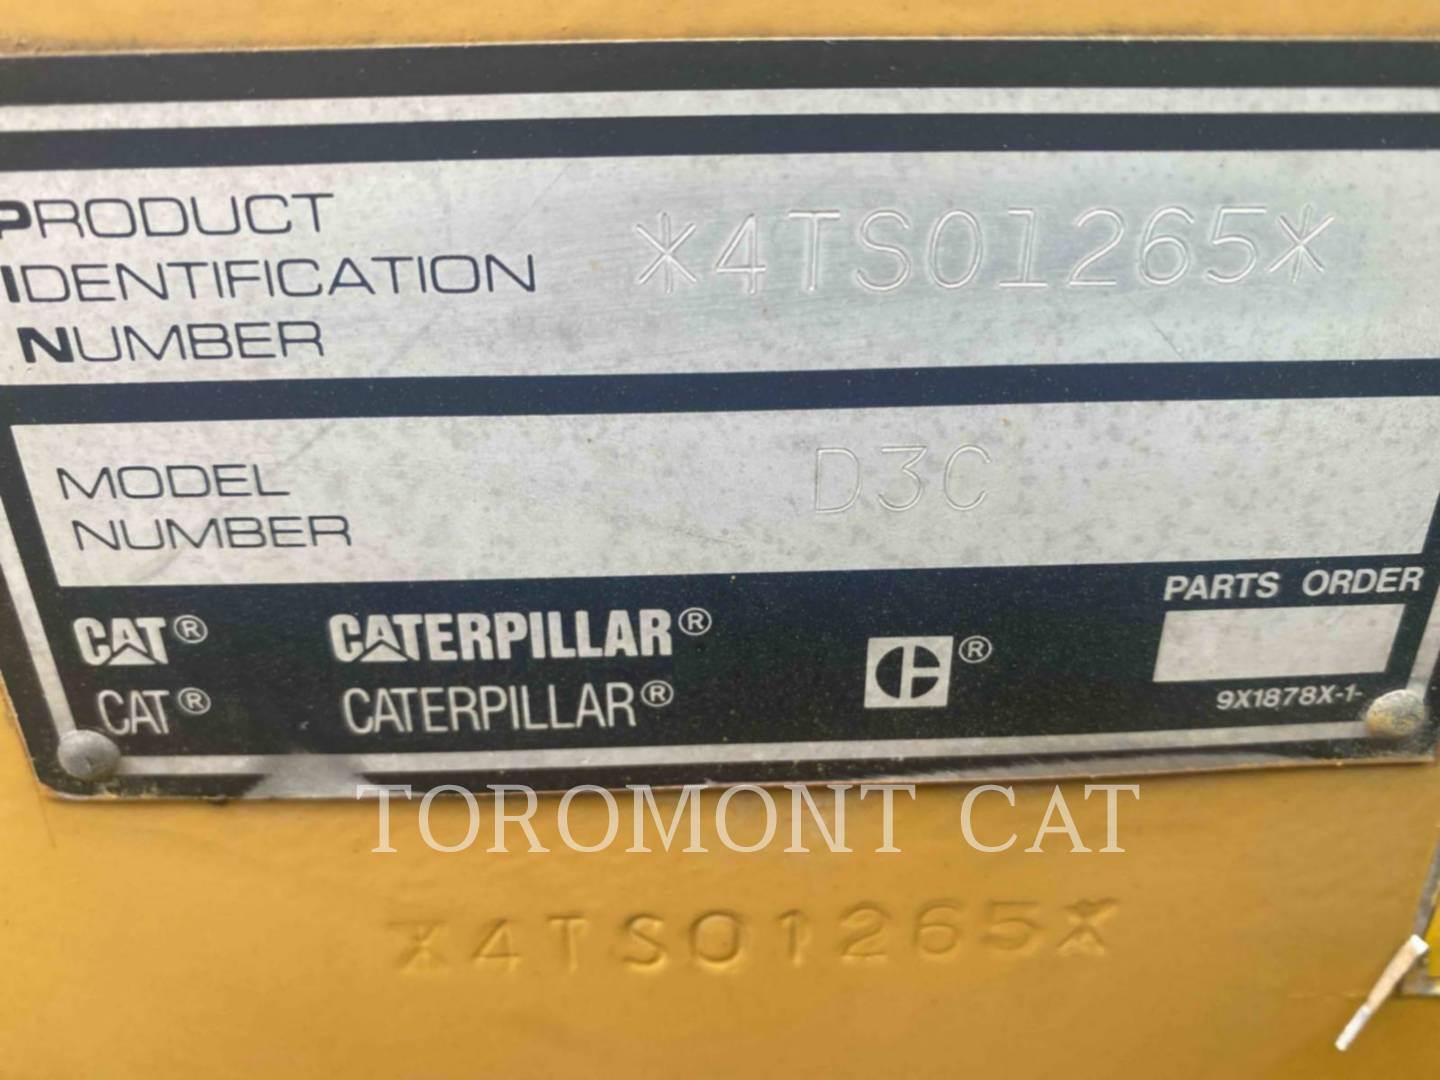 PRODUCT
IDENTIFICATION
NUMBER
*4TS01265*
MODEL
NUMBER
D3C
CAT® CATERPILLAR®
CAT® CATERPILLAR®
®
PARTS ORDER
9X1878X-1-
TOROMONT CAT
*4TS01265*